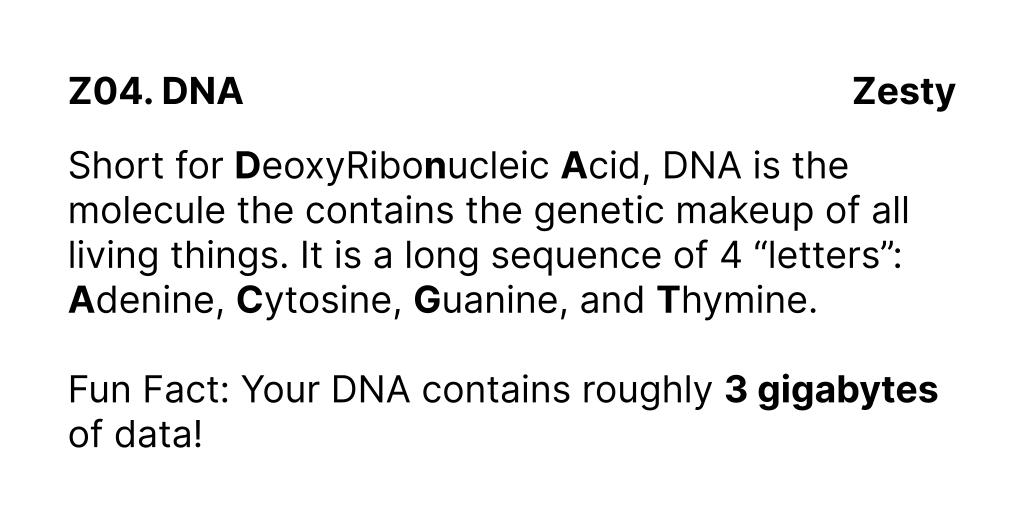 Z04. DNA Zesty
Short for DeoxyRibonucleic Acid, DNA is the
molecule the contains the genetic makeup of all
living things. It is a long sequence of 4 “letters”:
Adenine, Cytosine, Guanine, and Thymine.
Fun Fact: Your DNA contains roughly 3 gigabytes
of data!